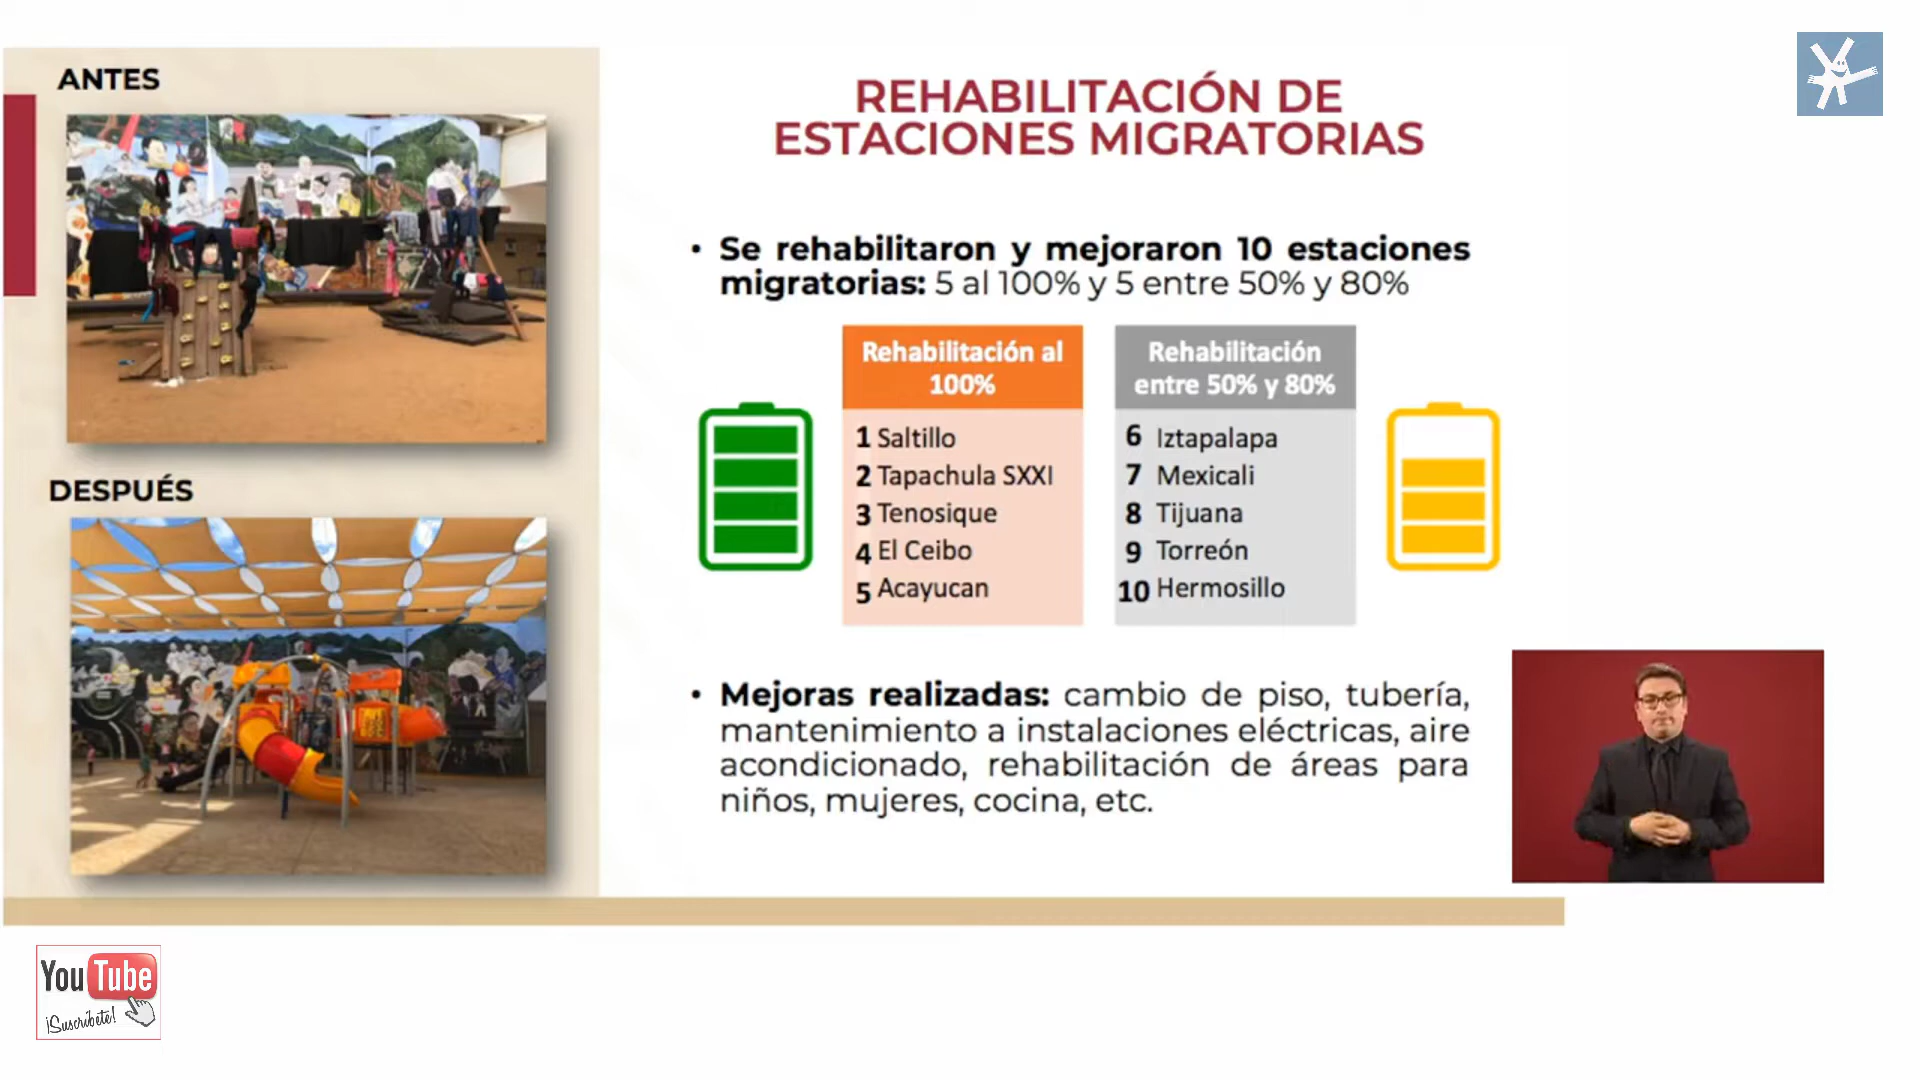 ANTES
DESPUÉS
REHABILITACIÓN DE
ESTACIONES MIGRATORIAS
• Se rehabilitaron y mejoraron 10 estaciones
migratorias: 5 al 100% y 5 entre 50% y 80%
Rehabilitación al
100%
1 Saltillo
2 Tapachula SXXI
3 Tenosique
4 El Ceibo
5 Acayucan
Rehabilitación
entre 50% y 80%
6 Iztapalapa
7 Mexicali
8 Tijuana
9 Torreón
10 Hermosillo
• Mejoras realizadas: cambio de piso, tubería,
mantenimiento a instalaciones eléctricas, aire
acondicionado, rehabilitación de áreas para
niños, mujeres, cocina, etc.
YouTube
¡Suscríbete!